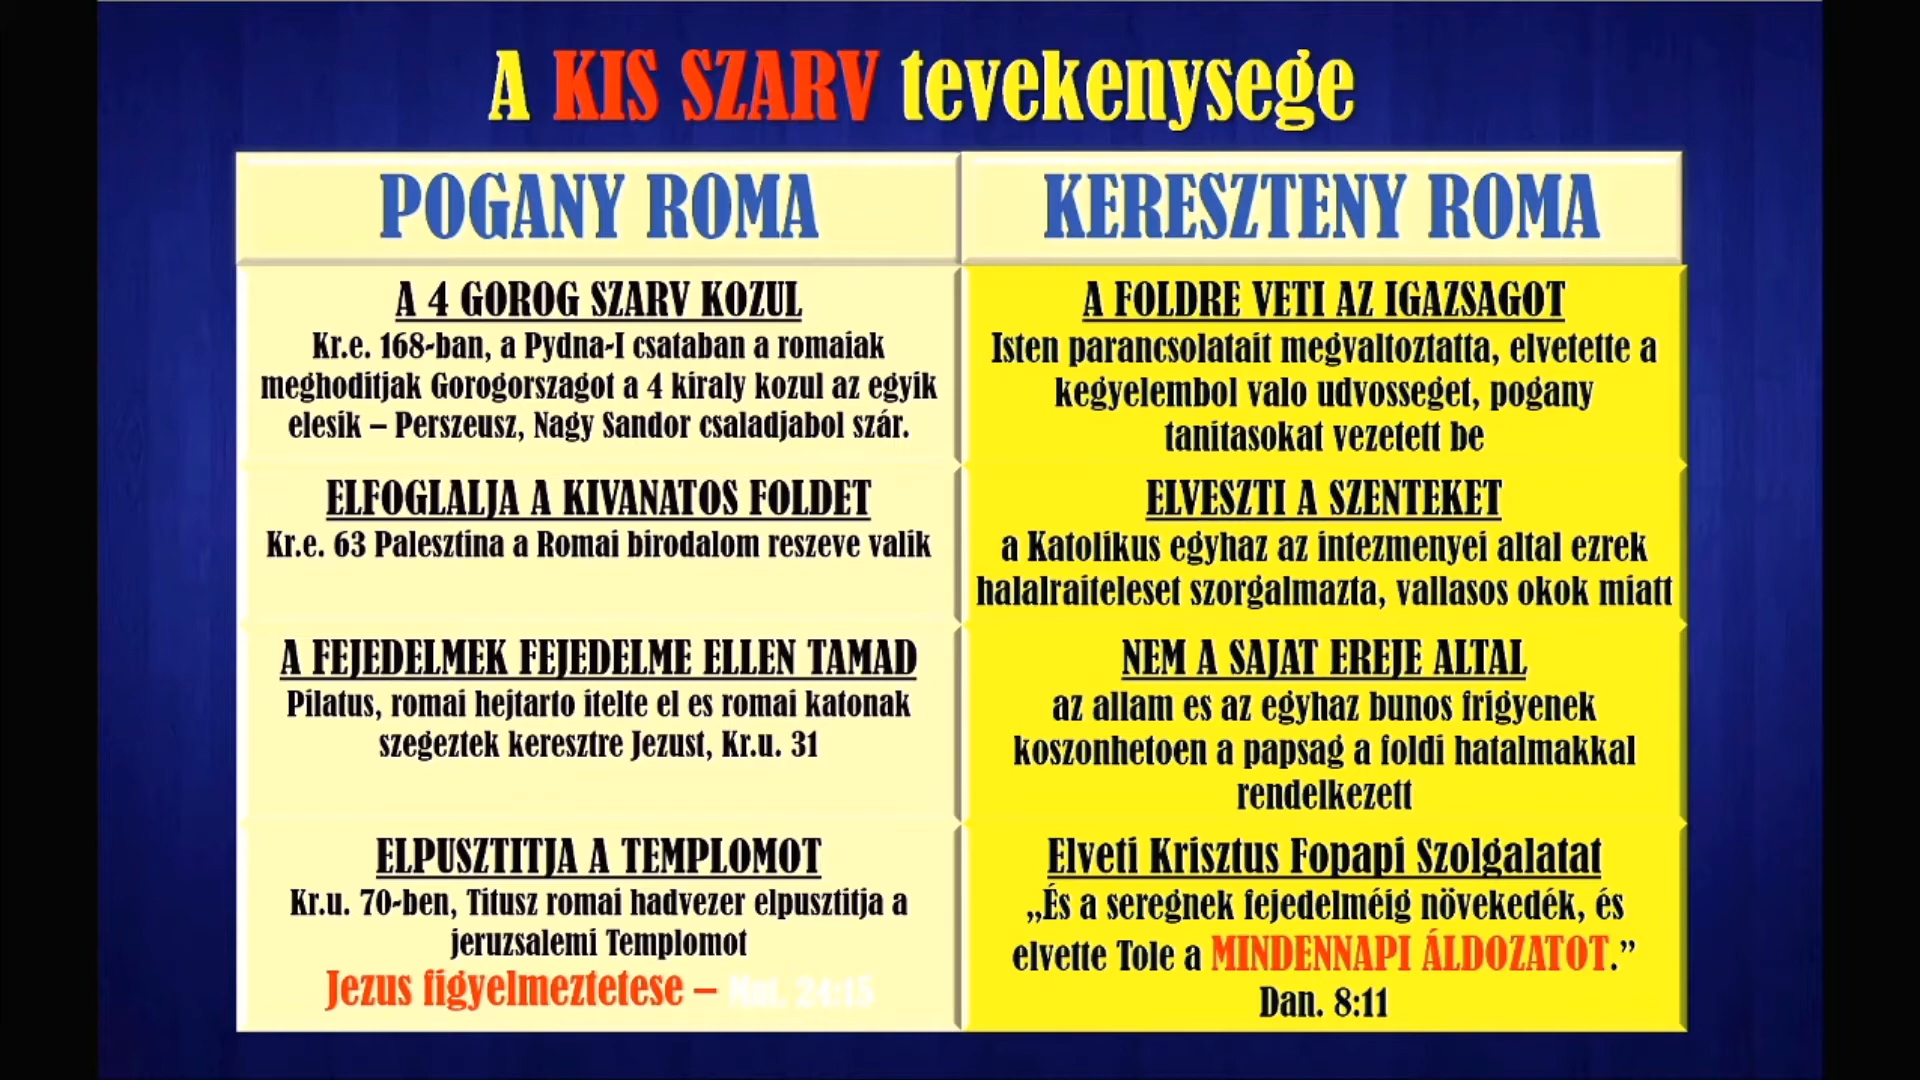 A KIS SZARV tevekenysege
POGANY ROMA
A 4 GOROG SZARV KOZUL
Kr.e. 168-ban, a Pydna-I csataban a romaiak
meghoditjak Gorogorszagot a 4 kiraly kozul az egyik
elesik – Perszeusz, Nagy Sandor csaladjabol szár.
ELFOGLALJA A KIVANATOS FOLDET
Kr.e. 63 Palesztina a Romai birodalom reszeve valik
A FEJEDELMEK FEJEDELME ELLEN TAMAD
Pilatus, romai hejtarto itelte el es romai katonak
szegeztek keresztre Jezust, Kr.u. 31
ELPUSZTITJA A TEMPLOMOT
Kr.u. 70-ben, Titusz romai hadvezer elpusztitja a
jeruzsalemi Templomot
Jezus figyelmeztetese – Mat. 24:15
KERESZTENY ROMA
A FOLDRE VETI AZ IGAZSAGOT
Isten parancsolatait megvaltoztatta, elvetette a
kegyelembol valo udvosseget, pogany
tanitasokat vezetett be
ELVESZTI A SZENTEKET
a Katolikus egyhaz az intezmenyei altal ezrek
halalraiteleset szorgalmazta, vallasos okok miatt
NEM A SAJAT EREJE ALTAL
az allam es az egyhaz bunos frigyenek
koszonhetoen a papsag a foldi hatalmakkal
rendelkezett
Elveti Krisztus Fopapi Szolgalatat
„És a seregnek fejedelméig növekedék, és
elvette Tole a MINDENNAPI ÁLDOZATOT.”
Dan. 8:11